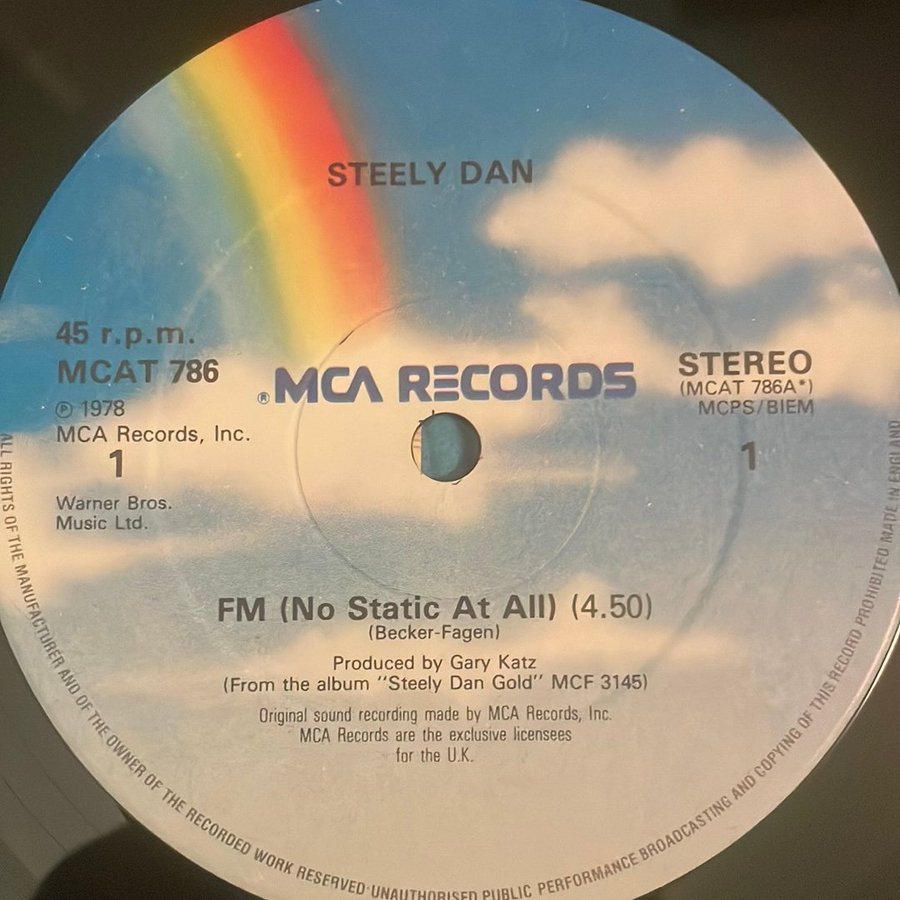 STEELY DAN
45 r.p.m.
MCAT 786
℗ 1978
MCA Records, Inc.
1
Warner Bros.
Music Ltd.
®MCA RECORDS
STEREO
(MCAT 786A*)
MCPS/BIEM
1
FM (No Static At All) (4.50)
(Becker-Fagen)
Produced by Gary Katz
(From the album "Steely Dan Gold" MCF 3145)
Original sound recording made by MCA Records, Inc.
MCA Records are the exclusive licensees
for the U.K.
ALL RIGHTS OF THE MANUFACTURER AND OF THE OWNER OF THE RECORDED WORK RESERVED·UNAUTHORISED PUBLIC PERFORMANCE BROADCASTING AND COPYING OF THIS RECORD PROHIBITED MADE IN ENGLAND